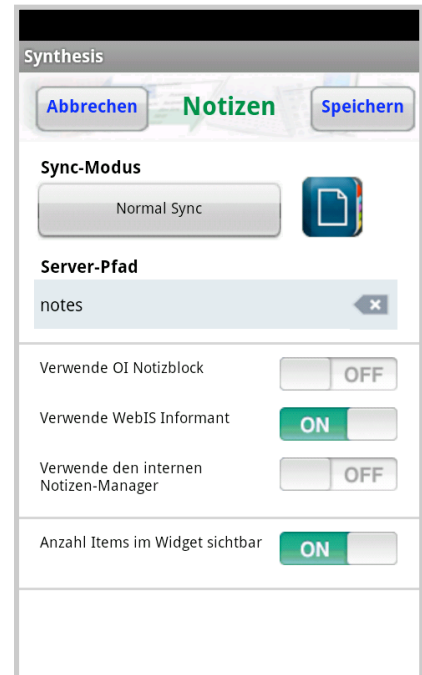 Synthesis
Abbrechen Notizen Speichern
Sync-Modus
Normal Sync
Server-Pfad
notes
Verwende OI Notizblock OFF
Verwende WebIS Informant ON
Verwende den internen
Notizen-Manager OFF
Anzahl Items im Widget sichtbar ON